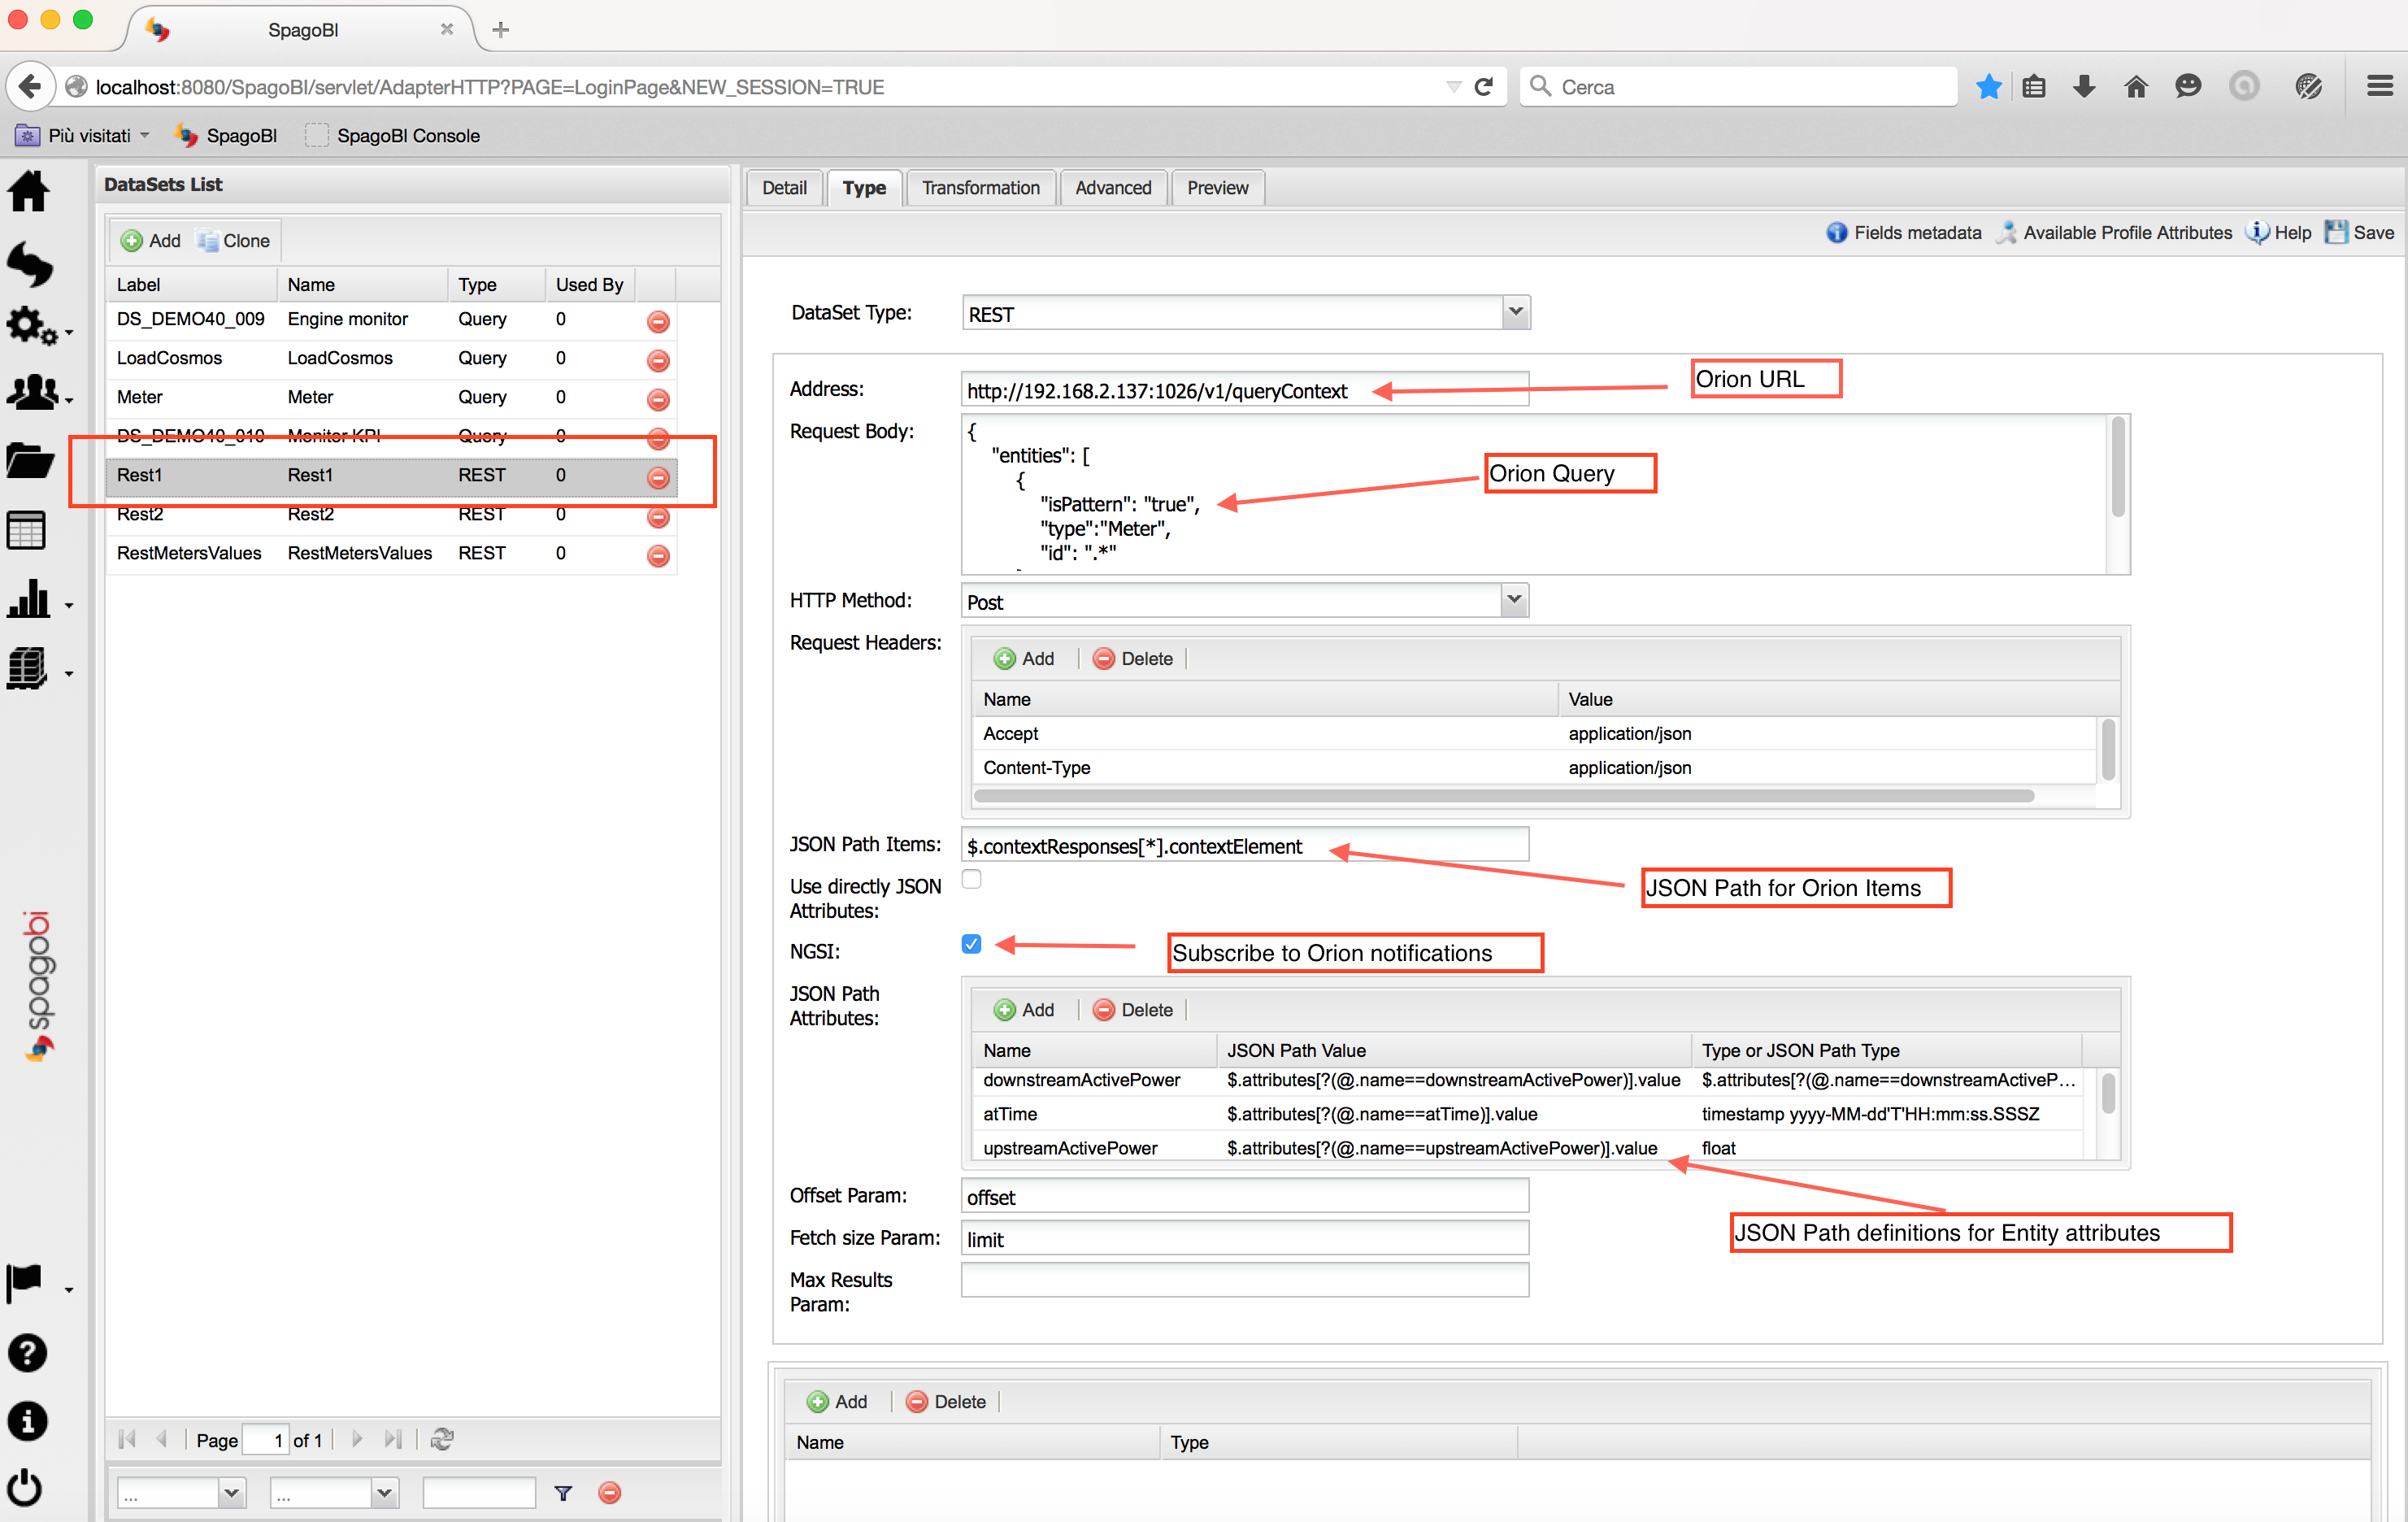 SpagoBI
localhost:8080/SpagoBI/servlet/AdapterHTTP?PAGE=LoginPage&NEW_SESSION=TRUE
Cerca
Più visitati
SpagoBI
SpagoBI Console
DataSets List
Add
Clone
Label Name Type Used By
DS_DEMO40_009 Engine monitor Query 0
LoadCosmos LoadCosmos Query 0
Meter Meter Query 0
DS_DEMO40_010 Monitor KPI Query 0
Rest1 Rest1 REST 0
Rest2 Rest2 REST 0
RestMetersValues RestMetersValues REST 0
spagobi
Page 1 of 1
...
...
Detail Type Transformation Advanced Preview
Fields metadata Available Profile Attributes Help Save
DataSet Type: REST
Address: http://192.168.2.137:1026/v1/queryContext
Orion URL
Request Body: {
"entities": [
{
"isPattern": "true",
"type":"Meter",
"id": ".*"
Orion Query
HTTP Method: Post
Request Headers:
Add Delete
Name Value
Accept application/json
Content-Type application/json
JSON Path Items: $.contextResponses[*].contextElement
JSON Path for Orion Items
Use directly JSON
Attributes:
NGSI:
Subscribe to Orion notifications
JSON Path
Attributes:
Add Delete
Name JSON Path Value Type or JSON Path Type
downstreamActivePower $.attributes[?(@.name==downstreamActivePower)].value $.attributes[?(@.name==downstreamActiveP...
atTime $.attributes[?(@.name==atTime)].value timestamp yyyy-MM-dd'T'HH:mm:ss.SSSZ
upstreamActivePower $.attributes[?(@.name==upstreamActivePower)].value float
Offset Param: offset
JSON Path definitions for Entity attributes
Fetch size Param: limit
Max Results
Param:
Add Delete
Name Type